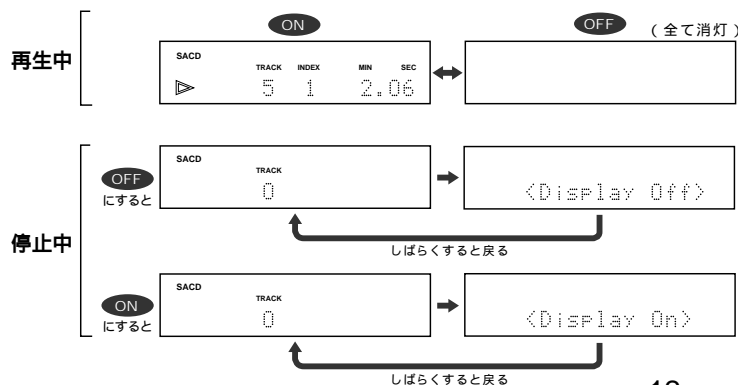 ON OFF (全て消灯)
再生中
SACD
TRACK INDEX MIN SEC
5 1 2.06
停止中
OFF
にすると
SACD
TRACK
0
<Display Off>
しばらくすると戻る
ON
にすると
SACD
TRACK
0
<Display On>
しばらくすると戻る